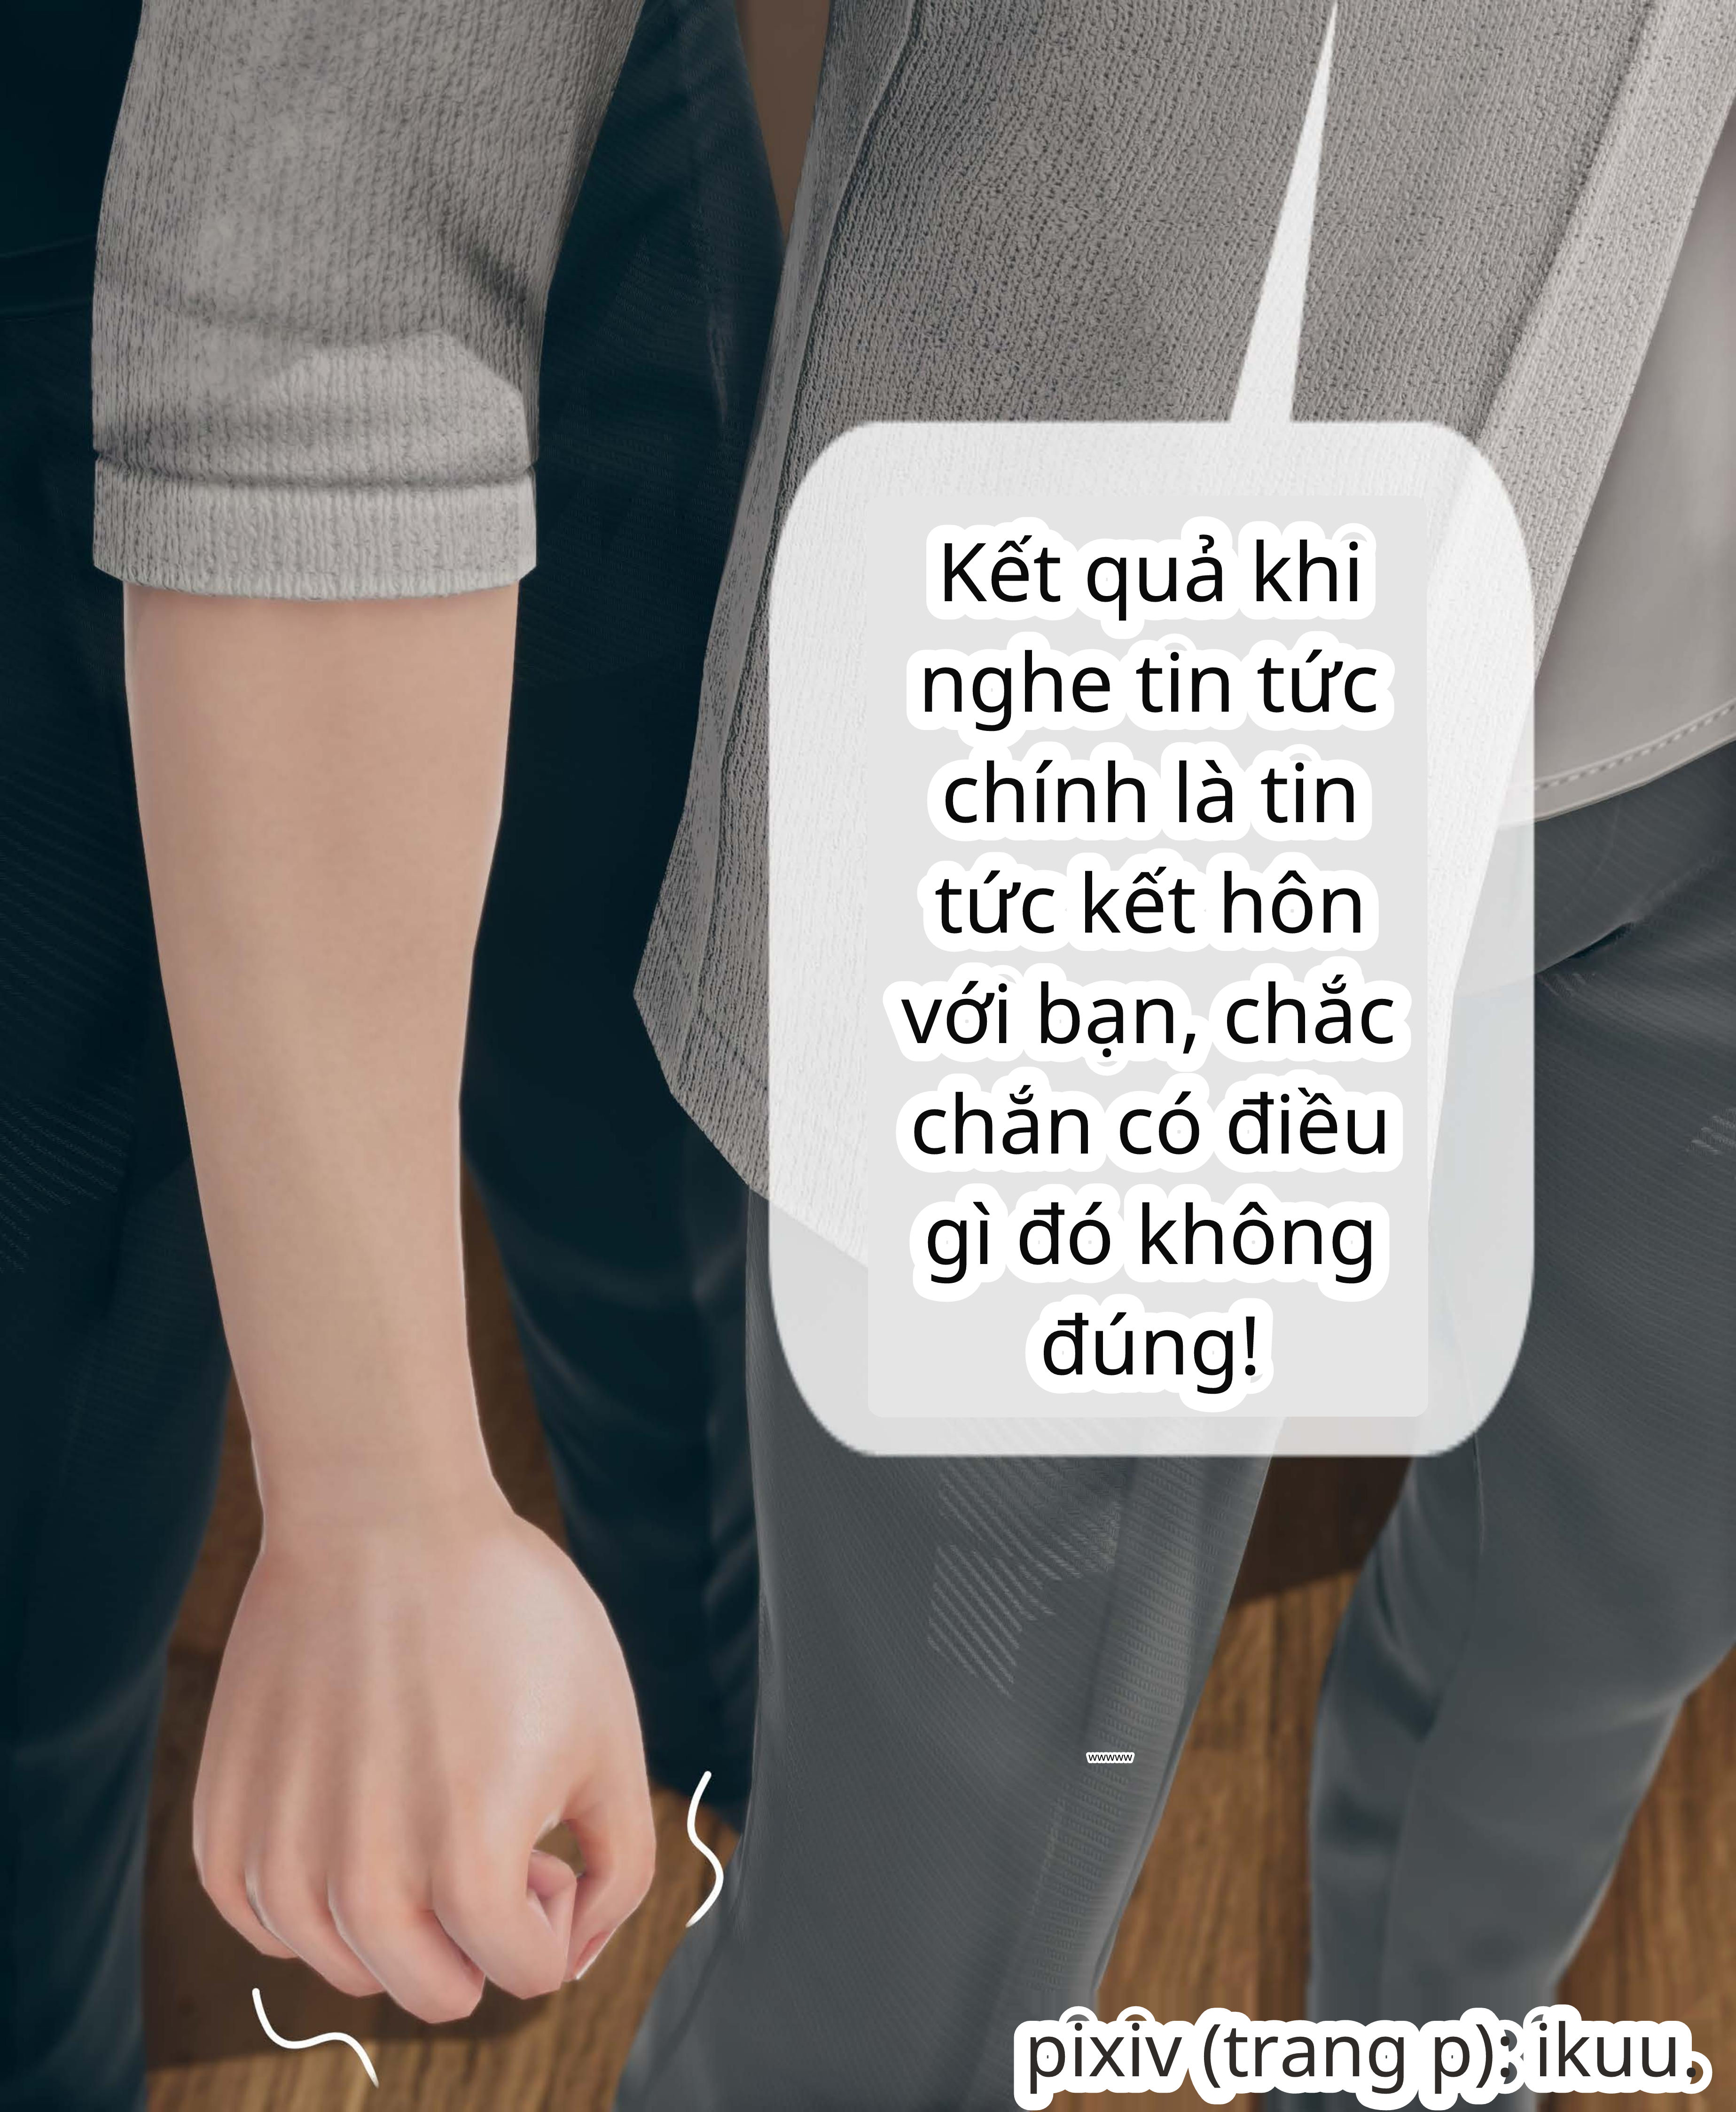 Kết quả khi
nghe tin tức
chính là tin
tức kết hôn
với bạn, chắc
chắn có điều
gì đó không
đúng!
wwwww
pixiv (trang p): ikuu.